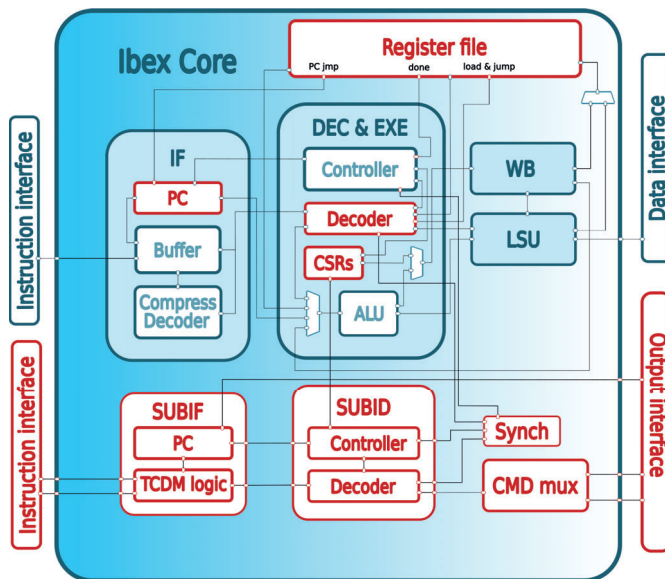 Ibex Core
Register file
PC jmp
done
load & jump
IF
PC
Buffer
Compress
Decoder
DEC & EXE
Controller
Decoder
CSRs
ALU
WB
LSU
Instruction interface
Data interface
Instruction interface
Output interface
SUBIF
PC
TCDM logic
SUBID
Controller
Decoder
Synch
CMD mux